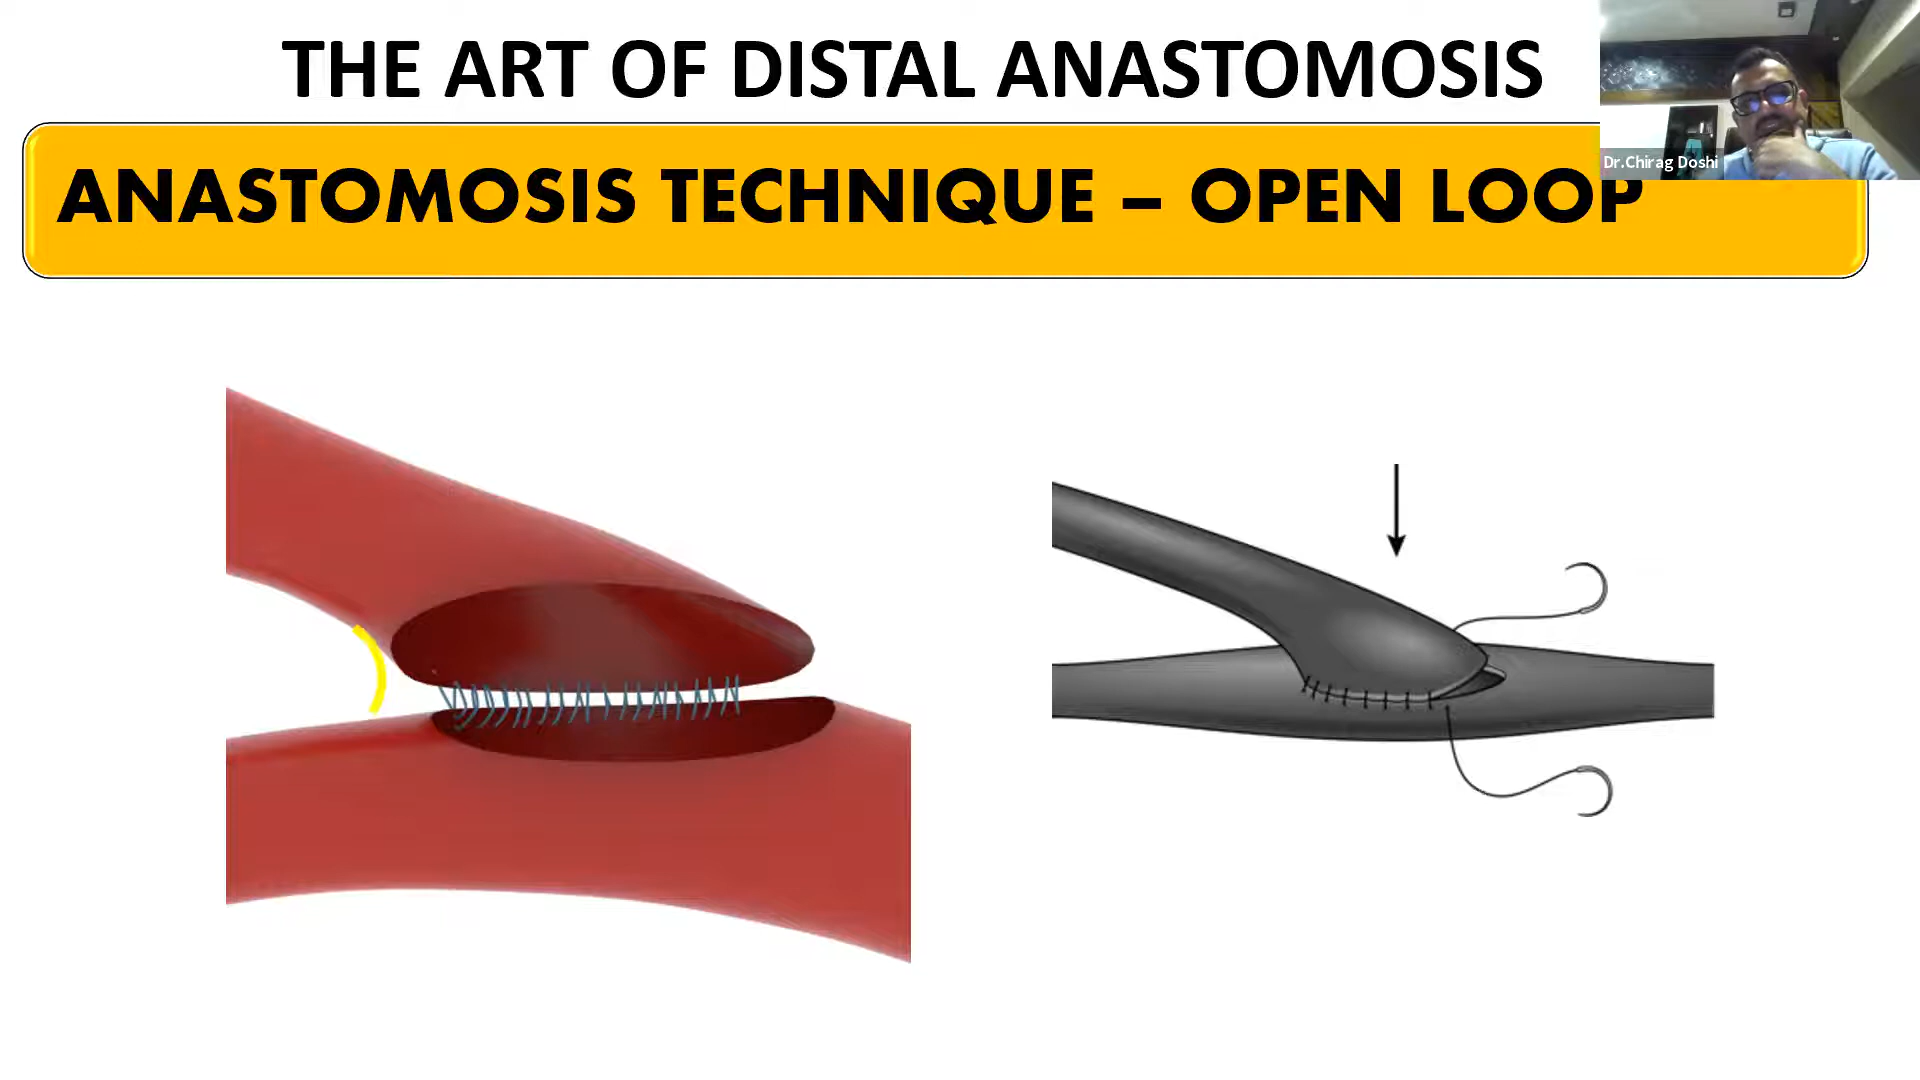 THE ART OF DISTAL ANASTOMOSIS
Dr.Chirag Doshi
ANASTOMOSIS TECHNIQUE – OPEN LOOP